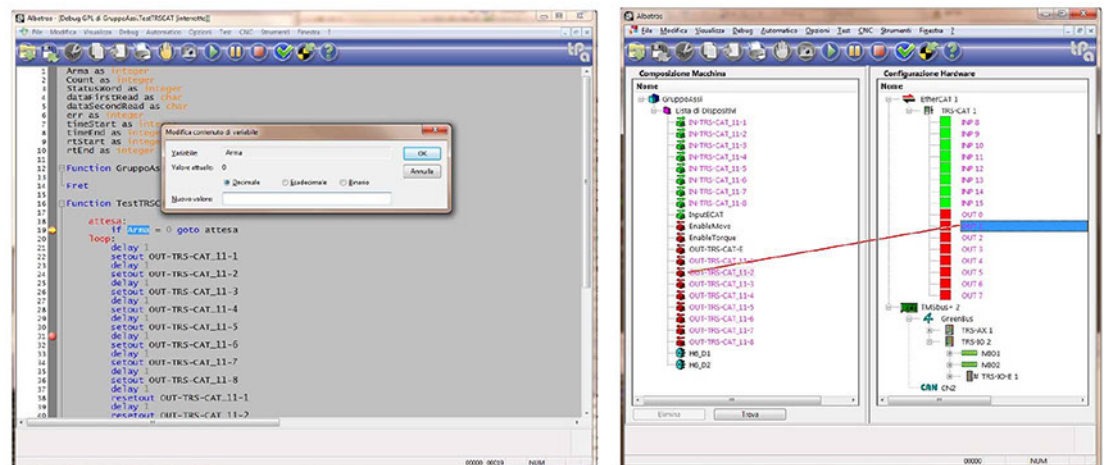 Albatros - [Debug GPL di GruppoAssi.TestTRSCAT [interrotto]]
File Modifica Visualizza Debug Automatico Opzioni Test CNC Strumenti Finestra ?
tpa
1 Arma as integer
2 Count as integer
3 StatusWord as integer
4 dataFirstRead as char
5 dataSecondRead as char
6 err as integer
7 timeStart as
8 timeEnd as intege
9 rtStart as intege
10 rtEnd as integer
11
12 Function GruppoAs
13
14 Fret
15
16 Function TestTRSC
17
18 attesa:
19 if Arma = 0 goto attesa
20 loop:
21 delay 1
22 setout OUT-TRS-CAT_11-1
23 delay 1
24 setout OUT-TRS-CAT_11-2
25 delay 1
26 setout OUT-TRS-CAT_11-3
27 delay 1
28 setout OUT-TRS-CAT_11-4
29 delay 1
30 setout OUT-TRS-CAT_11-5
31 delay 1
32 setout OUT-TRS-CAT_11-6
33 delay 1
34 setout OUT-TRS-CAT_11-7
35 delay 1
36 setout OUT-TRS-CAT_11-8
37 delay 1
38 resetout OUT-TRS-CAT_11-1
39 delay 1
40 resetout OUT-TRS-CAT_11-2
Modifica contenuto di variabile
Variabile: Arma
OK
Valore attuale: 0
Annulla
Decimale Esadecimale Binario
Nuovo valore:
00000 00019 NUM
Albatros
File Modifica Visualizza Debug Automatico Opzioni Test CNC Strumenti Finestra ?
tpa
Composizione Macchina
Nome
GruppoAssi
Lista di Dispositivi
IN-TRS-CAT_11-1
IN-TRS-CAT_11-2
IN-TRS-CAT_11-3
IN-TRS-CAT_11-4
IN-TRS-CAT_11-5
IN-TRS-CAT_11-6
IN-TRS-CAT_11-7
IN-TRS-CAT_11-8
InputECAT
EnableMove
EnableTorque
OUT-TRS-CAT-E
OUT-TRS-CAT_11-1
OUT-TRS-CAT_11-2
OUT-TRS-CAT_11-3
OUT-TRS-CAT_11-4
OUT-TRS-CAT_11-5
OUT-TRS-CAT_11-6
OUT-TRS-CAT_11-7
OUT-TRS-CAT_11-8
H6_D1
H6_D2
Elimina Trova
Configurazione Hardware
Nome
EtherCAT 1
TRS-CAT 1
INP 8
INP 9
INP 10
INP 11
INP 12
INP 13
INP 14
INP 15
OUT 0
OUT 2
OUT 3
OUT 4
OUT 5
OUT 6
OUT 7
TMSbus+ 2
GreenBus
TRS-AX 1
TRS-IO 2
MB01
MB02
TRS-IO-E 1
CAN CN2
00000 NUM